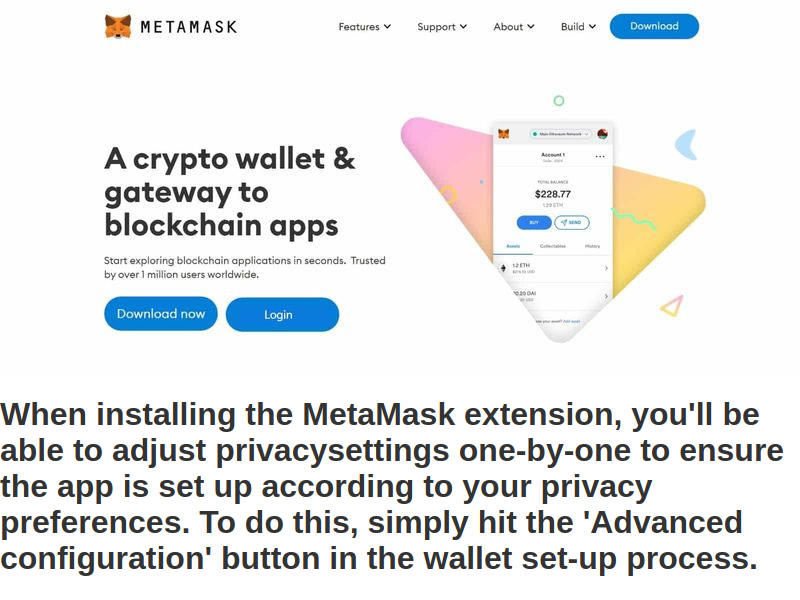 METAMASK
Features
Support
About
Build
Download
A crypto wallet &
gateway to
blockchain apps
Start exploring blockchain applications in seconds. Trusted
by over 1 million users worldwide.
Download now
Login
Main Ethereum Network
Account 1
TOTAL BALANCE
$228.77
1.29 ETH
BUY
SEND
Assets
Collectables
History
1.2 ETH
When installing the MetaMask extension, you'll be
able to adjust privacysettings one-by-one to ensure
the app is set up according to your privacy
preferences. To do this, simply hit the 'Advanced
configuration' button in the wallet set-up process.